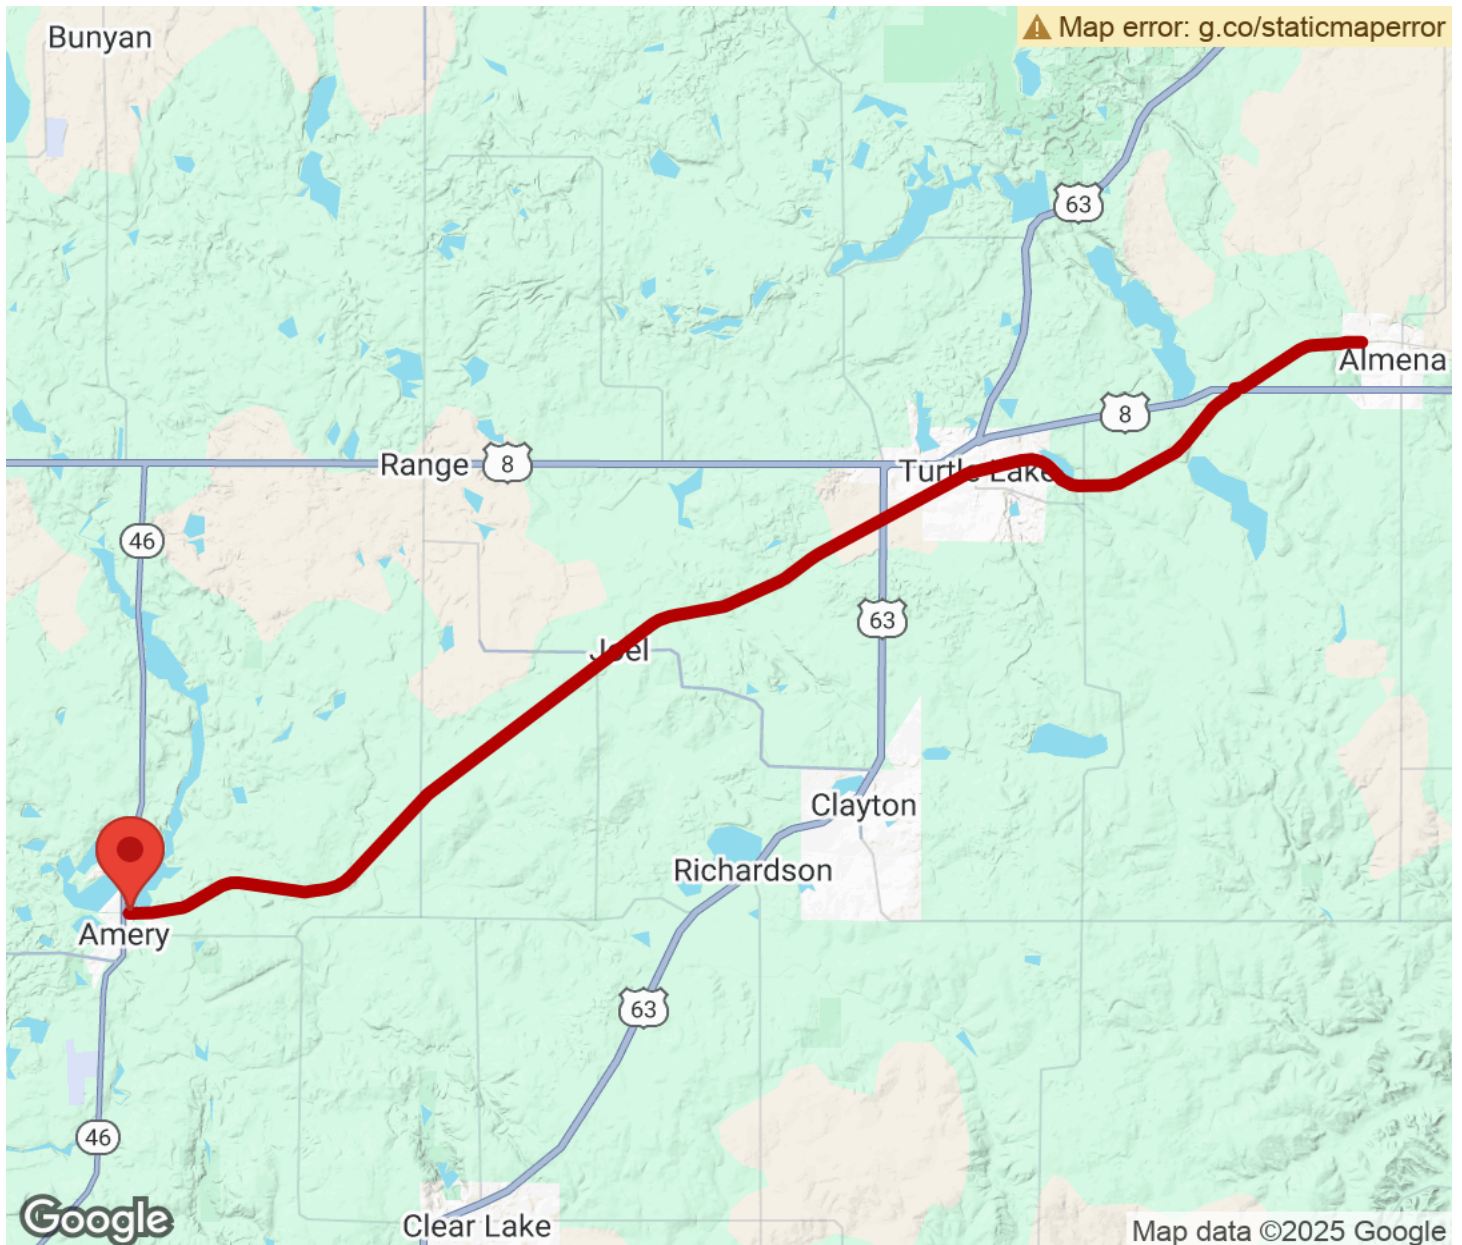 Bunyan
Map error: g.co/staticmaperror
63
Almena
8
Range
8
Turtle Lake
46
63
Joel
Clayton
Richardson
Amery
63
46
Clear Lake
Google
Map data ©2025 Google